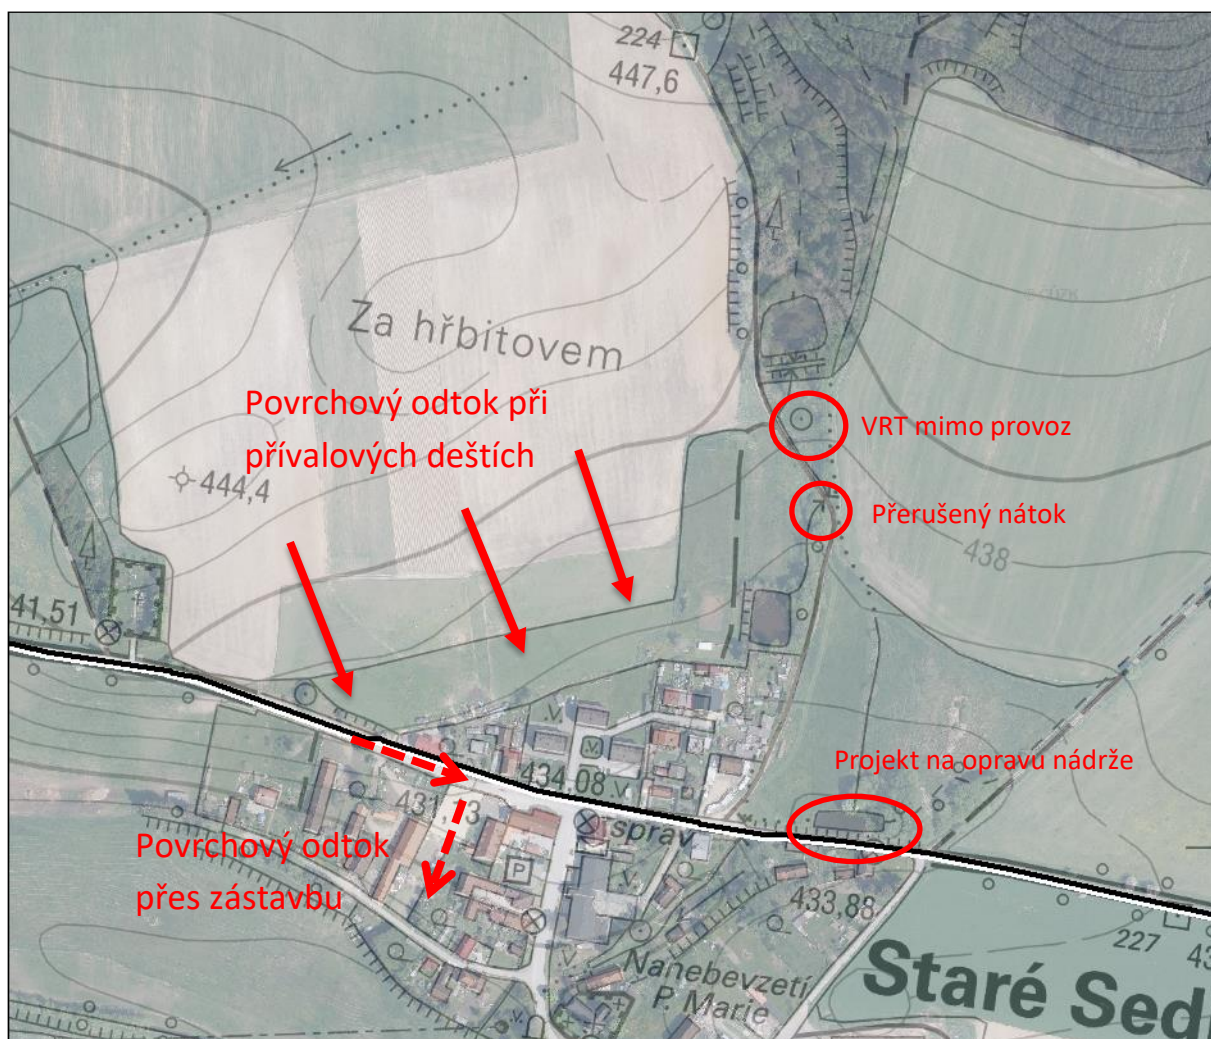 224
447,6
Za hřbitovem
Povrchový odtok při
přívalových deštích
VRT mimo provoz
444,4
Přerušený nátok
438
41,51
Projekt na opravu nádrže
434,08
431,
Povrchový odtok
přes zástavbu
správ
P
433,88
227
43
Nanebevzetí
P. Marie
Staré Sed